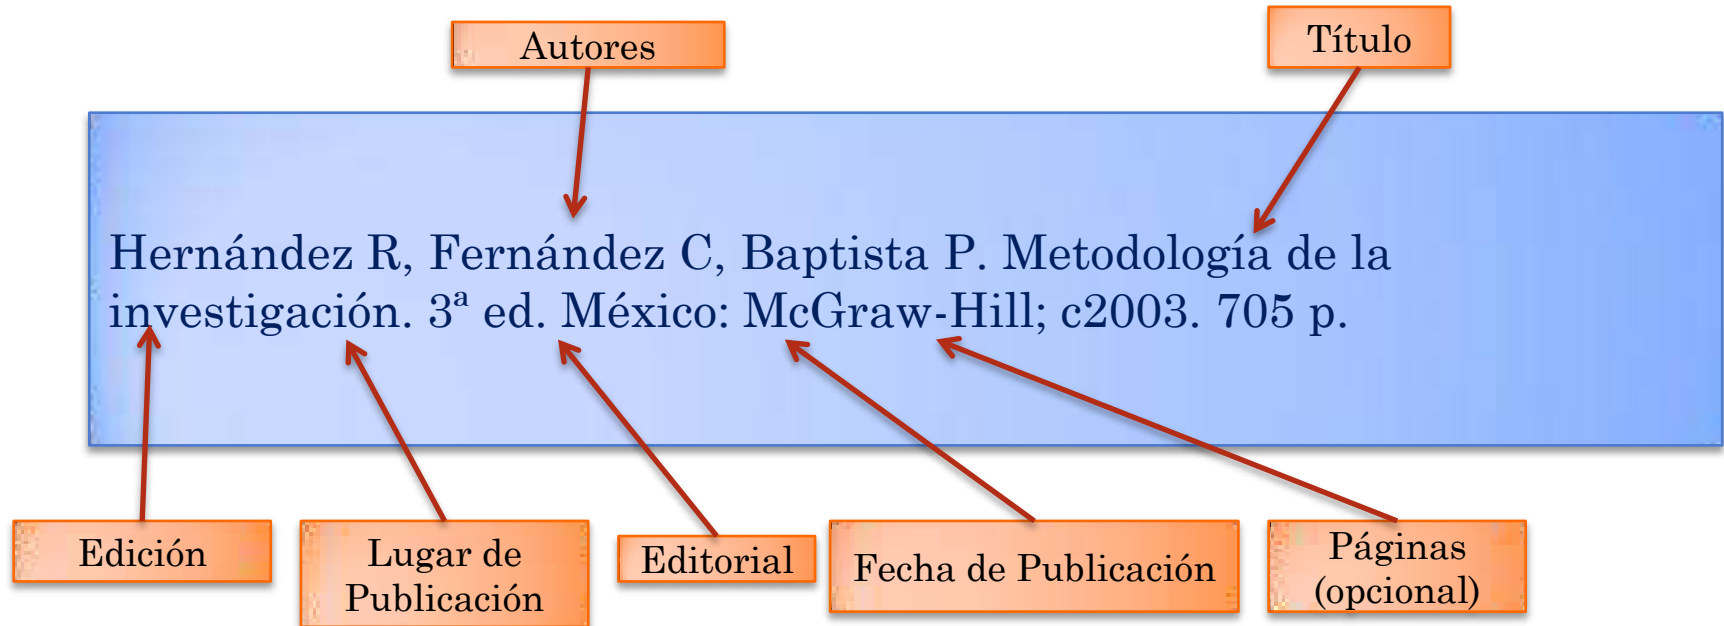 Autores
Título
Hernández R, Fernández C, Baptista P. Metodología de la
investigación. 3ª ed. México: McGraw-Hill; c2003. 705 p.
Edición
Lugar de
Publicación
Editorial
Fecha de Publicación
Páginas
(opcional)